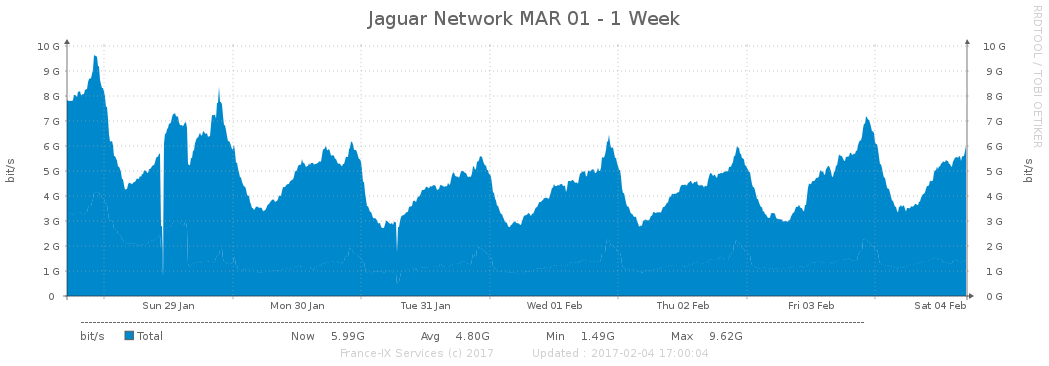 Jaguar Network MAR 01 - 1 Week
RRDTOOL / TOBI OETIKER
bit/s
10 G
9 G
8 G
7 G
6 G
5 G
4 G
3 G
2 G
1 G
0
10 G
9 G
8 G
7 G
6 G
5 G
4 G
3 G
2 G
1 G
0 G
bit/s
Sun 29 Jan Mon 30 Jan Tue 31 Jan Wed 01 Feb Thu 02 Feb Fri 03 Feb Sat 04 Feb
bit/s Total Now 5.99G Avg 4.80G Min 1.49G Max 9.62G
France-IX Services (c) 2017 Updated : 2017-02-04 17:00:04